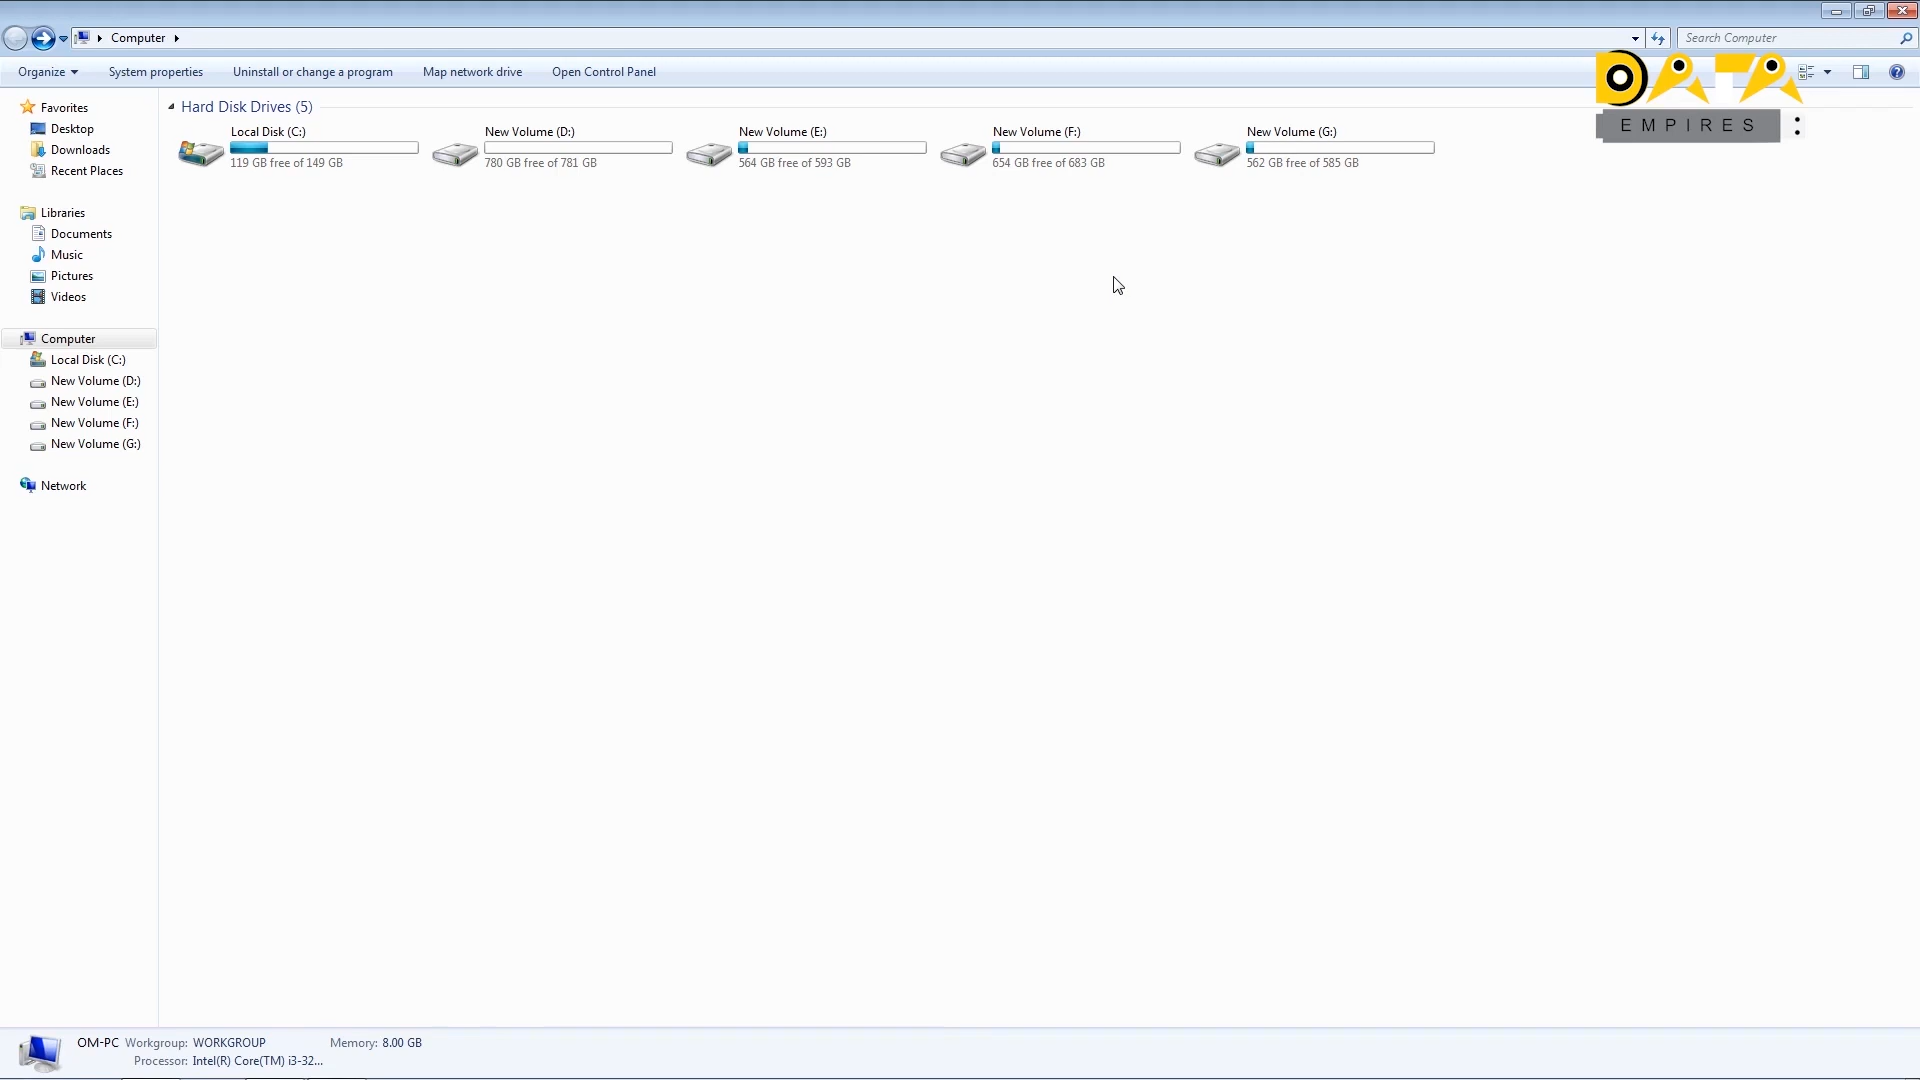 Computer
Search Computer
Organize System properties Uninstall or change a program Map network drive Open Control Panel
DATA
EMPIRES :
Favorites
Desktop
Downloads
Recent Places
Libraries
Documents
Music
Pictures
Videos
Computer
Local Disk (C:)
New Volume (D:)
New Volume (E:)
New Volume (F:)
New Volume (G:)
Network
Hard Disk Drives (5)
Local Disk (C:)
119 GB free of 149 GB
New Volume (D:)
780 GB free of 781 GB
New Volume (E:)
564 GB free of 593 GB
New Volume (F:)
654 GB free of 683 GB
New Volume (G:)
562 GB free of 585 GB
OM-PC Workgroup: WORKGROUP Memory: 8.00 GB
Processor: Intel(R) Core(TM) i3-32...